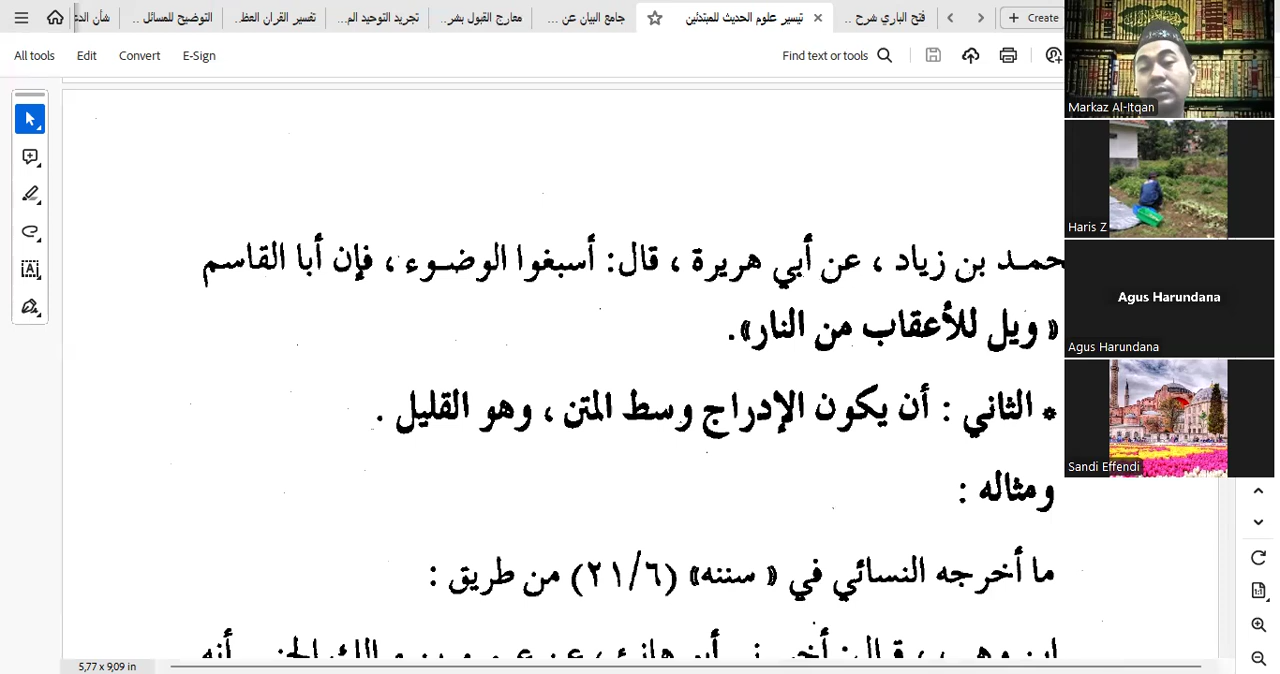 شأن الدع
التوضيح للمسائل ...
تفسير القران العظ...
تجريد التوحيد الم...
معارج القبول بشر...
جامع البيان عن ...
تيسير علوم الحديث للمبتدئين
فتح الباري شرح ...
Create
All tools
Edit
Convert
E-Sign
Find text or tools
Markaz Al-Itqan
Haris Z
Agus Harundana
Agus Harundana
Sandi Effendi
حمد بن زياد ، عن أبي هريرة ، قال: أسبغوا الوضوء ، فإن أبا القاسم
« ويل للأعقاب من النار».
* الثاني : أن يكون الإدراج وسط المتن ، وهو القليل .
ومثاله :
ما أخرجه النسائي في « سننه» (٢١/٦) من طريق :
5,77 x 9,09 in